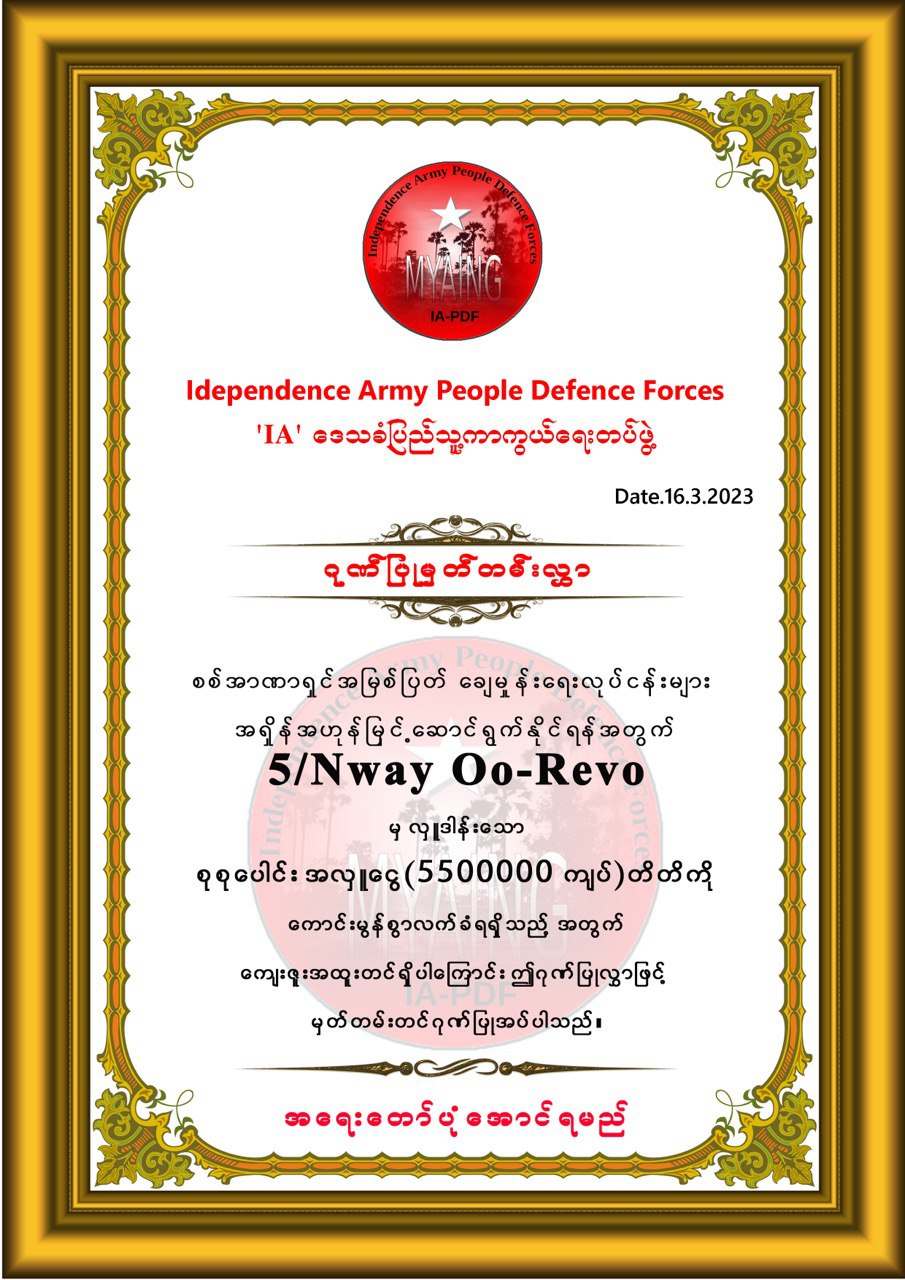 Independence Army People Defence Forces
MYAING
IA-PDF
Idependence Army People Defence Forces
'IA' ဒေသခံပြည်သူ့ကာကွယ်ရေးတပ်ဖွဲ့
Date.16.3.2023
ဂုဏ်ပြုမှတ်တမ်းလွှာ
စစ်အာဏာရှင်အမြစ်ပြတ် ချေမှုန်းရေးလုပ်ငန်းများ
အရှိန်အဟုန်မြှင့်ဆောင်ရွက်နိုင်ရန်အတွက်
5/Nway Oo-Revo
မှ လှူဒါန်းသော
စုစုပေါင်း အလှူငွေ(5500000 ကျပ်)တိတိကို
ကောင်းမွန်စွာလက်ခံရရှိသည့် အတွက်
ကျေးဇူးအထူးတင်ရှိပါကြောင်း ဤဂုဏ်ပြုလွှာဖြင့်
မှတ်တမ်းတင်ဂုဏ်ပြုအပ်ပါသည်။
Independence Army People Defence Forces
MYAING
IA-PDF
အရေးတော်ပုံ အောင်ရမည်